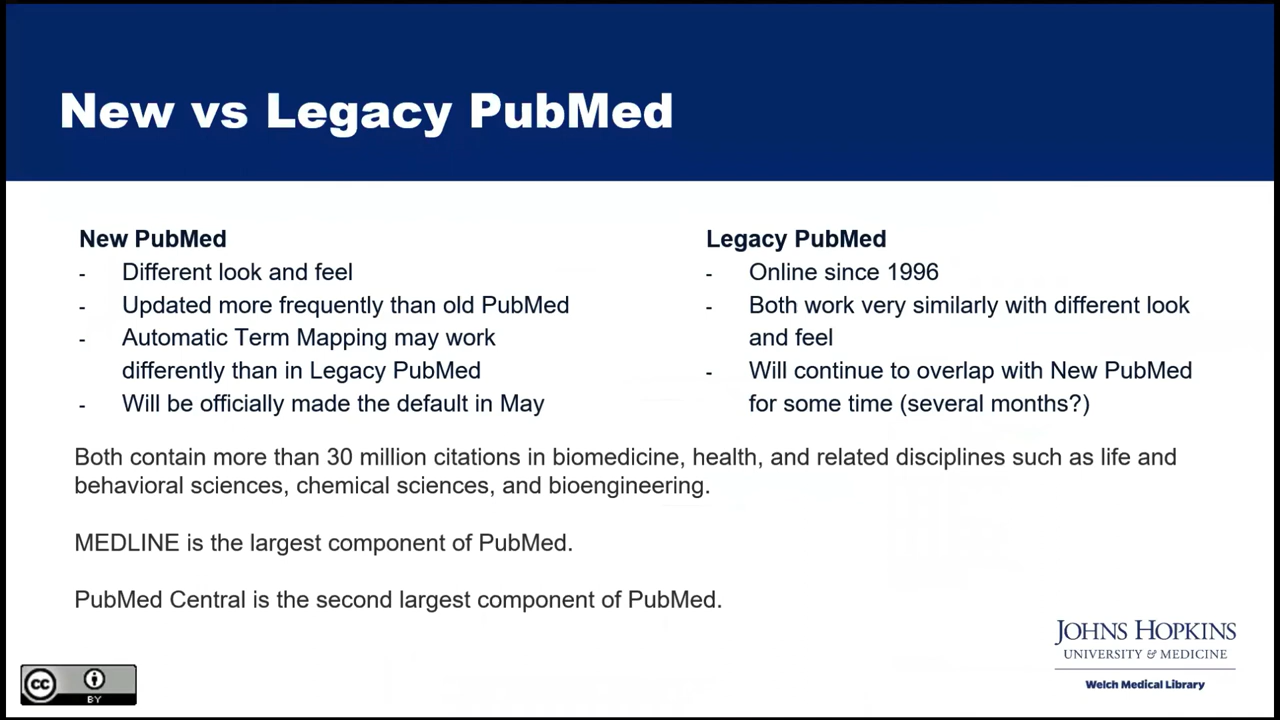 New vs Legacy PubMed
New PubMed
- Different look and feel
- Updated more frequently than old PubMed
- Automatic Term Mapping may work
differently than in Legacy PubMed
- Will be officially made the default in May
Legacy PubMed
- Online since 1996
- Both work very similarly with different look
and feel
- Will continue to overlap with New PubMed
for some time (several months?)
Both contain more than 30 million citations in biomedicine, health, and related disciplines such as life and
behavioral sciences, chemical sciences, and bioengineering.
MEDLINE is the largest component of PubMed.
PubMed Central is the second largest component of PubMed.
JOHNS HOPKINS
UNIVERSITY & MEDICINE
Welch Medical Library
cc
BY